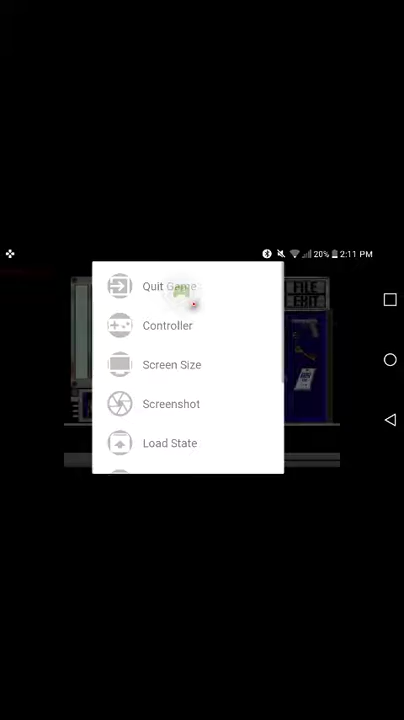 20% 2:11 PM
Quit Game
FILE
EXIT
Controller
Screen Size
Screenshot
Load State